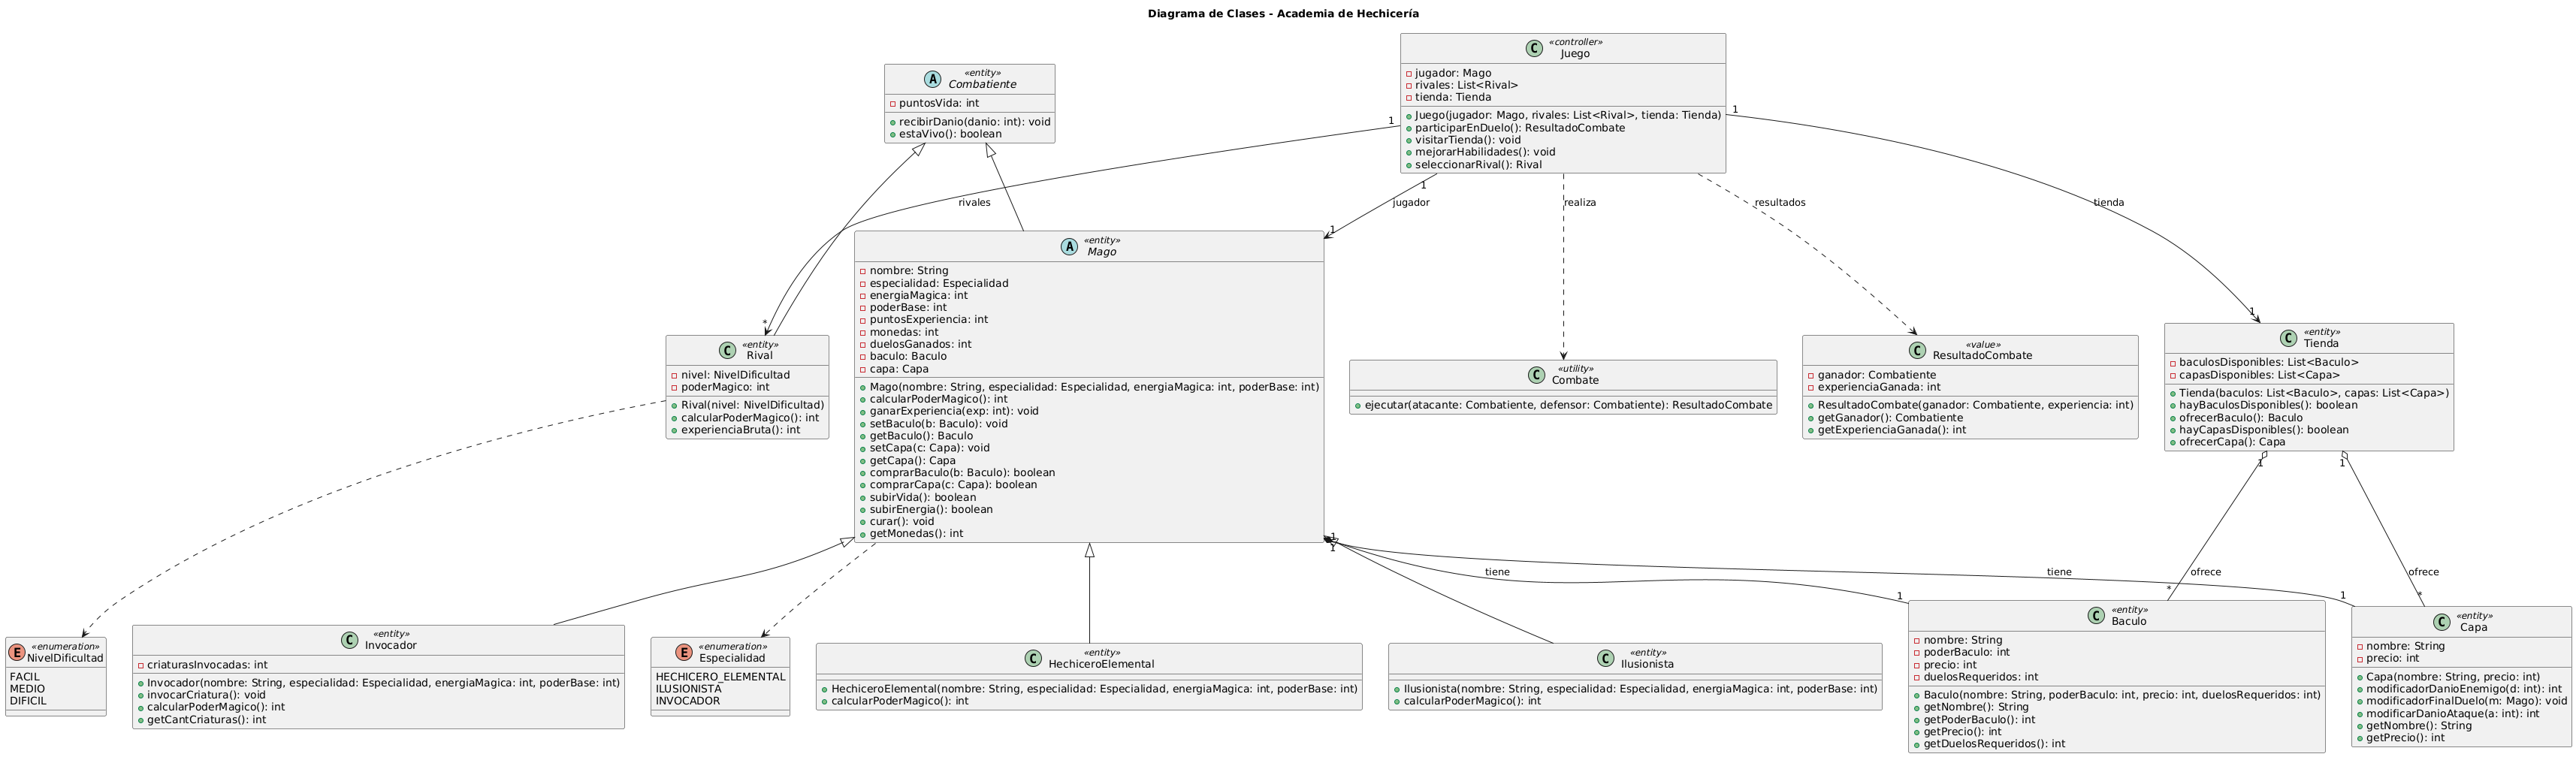 Diagrama de Clases - Academia de Hechicería
«controller»
Juego
jugador: Mago
rivales: List<Rival>
tienda: Tienda
Juego(jugador: Mago, rivales: List<Rival>, tienda: Tienda)
participarEnDuelo(): ResultadoCombate
visitarTienda(): void
mejorarHabilidades(): void
seleccionarRival(): Rival
«entity»
Combatiente
puntosVida: int
recibirDanio(danio: int): void
estaVivo(): boolean
1
1
1
rivales
jugador
realiza
resultados
tienda
*
1
1
«entity»
Mago
nombre: String
especialidad: Especialidad
energiaMagica: int
poderBase: int
puntosExperiencia: int
monedas: int
duelosGanados: int
baculo: Baculo
capa: Capa
Mago(nombre: String, especialidad: Especialidad, energiaMagica: int, poderBase: int)
calcularPoderMagico(): int
ganarExperiencia(exp: int): void
setBaculo(b: Baculo): void
getBaculo(): Baculo
setCapa(c: Capa): void
getCapa(): Capa
comprarBaculo(b: Baculo): boolean
comprarCapa(c: Capa): boolean
subirVida(): boolean
subirEnergia(): boolean
curar(): void
getMonedas(): int
«entity»
Rival
nivel: NivelDificultad
poderMagico: int
Rival(nivel: NivelDificultad)
calcularPoderMagico(): int
experienciaBruta(): int
«utility»
Combate
ejecutar(atacante: Combatiente, defensor: Combatiente): ResultadoCombate
«value»
ResultadoCombate
ganador: Combatiente
experienciaGanada: int
ResultadoCombate(ganador: Combatiente, experiencia: int)
getGanador(): Combatiente
getExperienciaGanada(): int
«entity»
Tienda
baculosDisponibles: List<Baculo>
capasDisponibles: List<Capa>
Tienda(baculos: List<Baculo>, capas: List<Capa>)
hayBaculosDisponibles(): boolean
ofrecerBaculo(): Baculo
hayCapasDisponibles(): boolean
ofrecerCapa(): Capa
1
1
1
1
tiene
tiene
ofrece
ofrece
1
1
*
*
«enumeration»
NivelDificultad
FACIL
MEDIO
DIFICIL
«entity»
Invocador
criaturasInvocadas: int
Invocador(nombre: String, especialidad: Especialidad, energiaMagica: int, poderBase: int)
invocarCriatura(): void
calcularPoderMagico(): int
getCantCriaturas(): int
«enumeration»
Especialidad
HECHICERO_ELEMENTAL
ILUSIONISTA
INVOCADOR
«entity»
HechiceroElemental
HechiceroElemental(nombre: String, especialidad: Especialidad, energiaMagica: int, poderBase: int)
calcularPoderMagico(): int
«entity»
Ilusionista
Ilusionista(nombre: String, especialidad: Especialidad, energiaMagica: int, poderBase: int)
calcularPoderMagico(): int
«entity»
Baculo
nombre: String
poderBaculo: int
precio: int
duelosRequeridos: int
Baculo(nombre: String, poderBaculo: int, precio: int, duelosRequeridos: int)
getNombre(): String
getPoderBaculo(): int
getPrecio(): int
getDuelosRequeridos(): int
«entity»
Capa
nombre: String
precio: int
Capa(nombre: String, precio: int)
modificadorDanioEnemigo(d: int): int
modificadorFinalDuelo(m: Mago): void
modificarDanioAtaque(a: int): int
getNombre(): String
getPrecio(): int